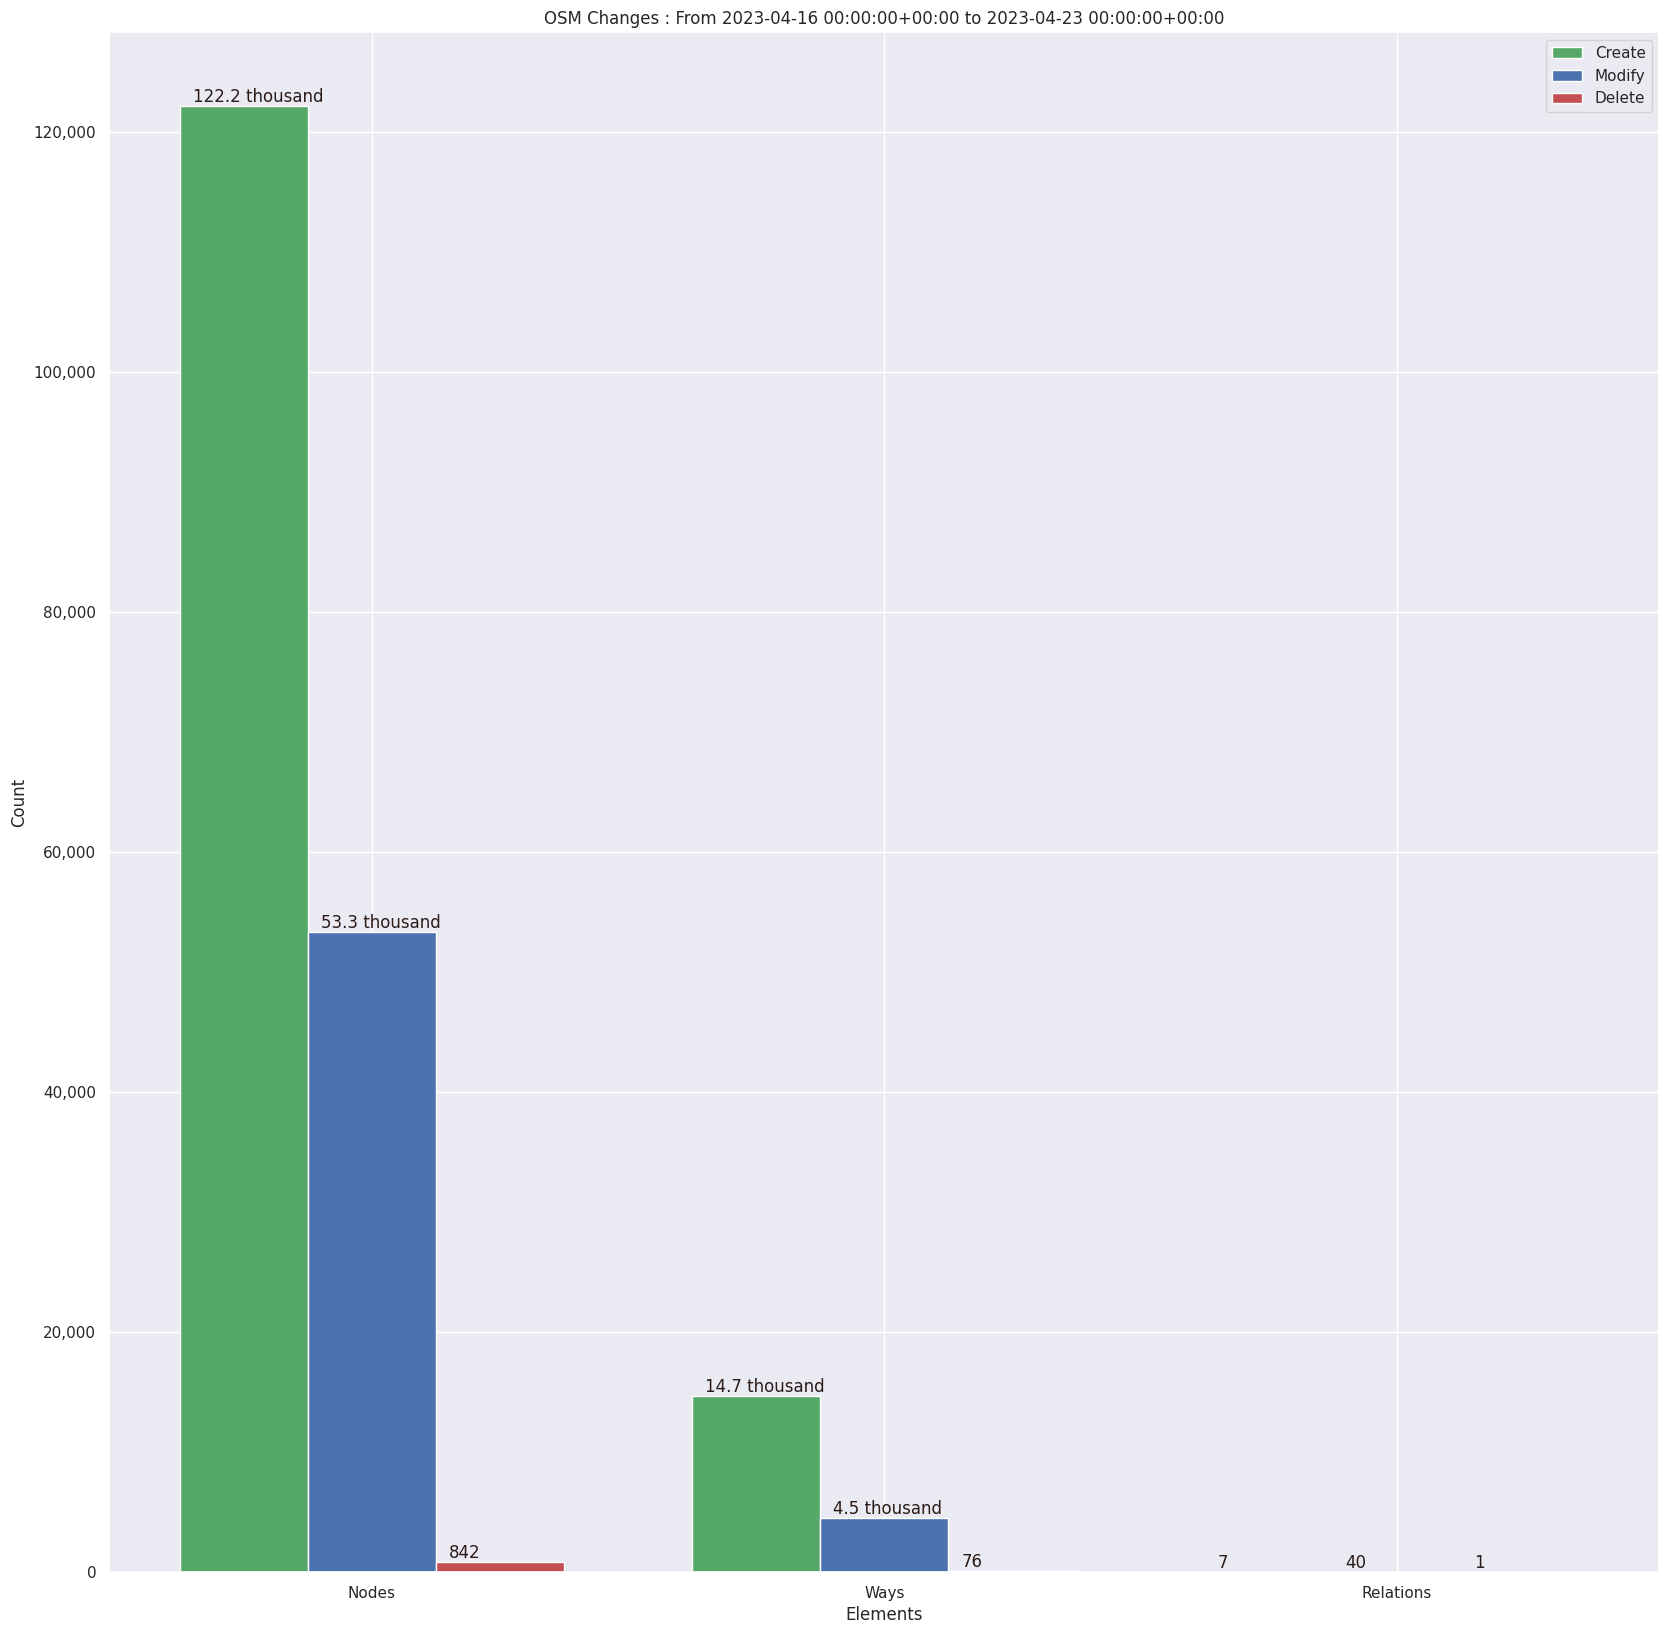 OSM Changes : From 2023-04-16 00:00:00+00:00 to 2023-04-23 00:00:00+00:00
Create
Modify
Delete
122.2 thousand
120,000
100,000
80,000
60,000
40,000
20,000
0
Count
53.3 thousand
842
14.7 thousand
4.5 thousand
76
7
40
1
Nodes
Ways
Relations
Elements